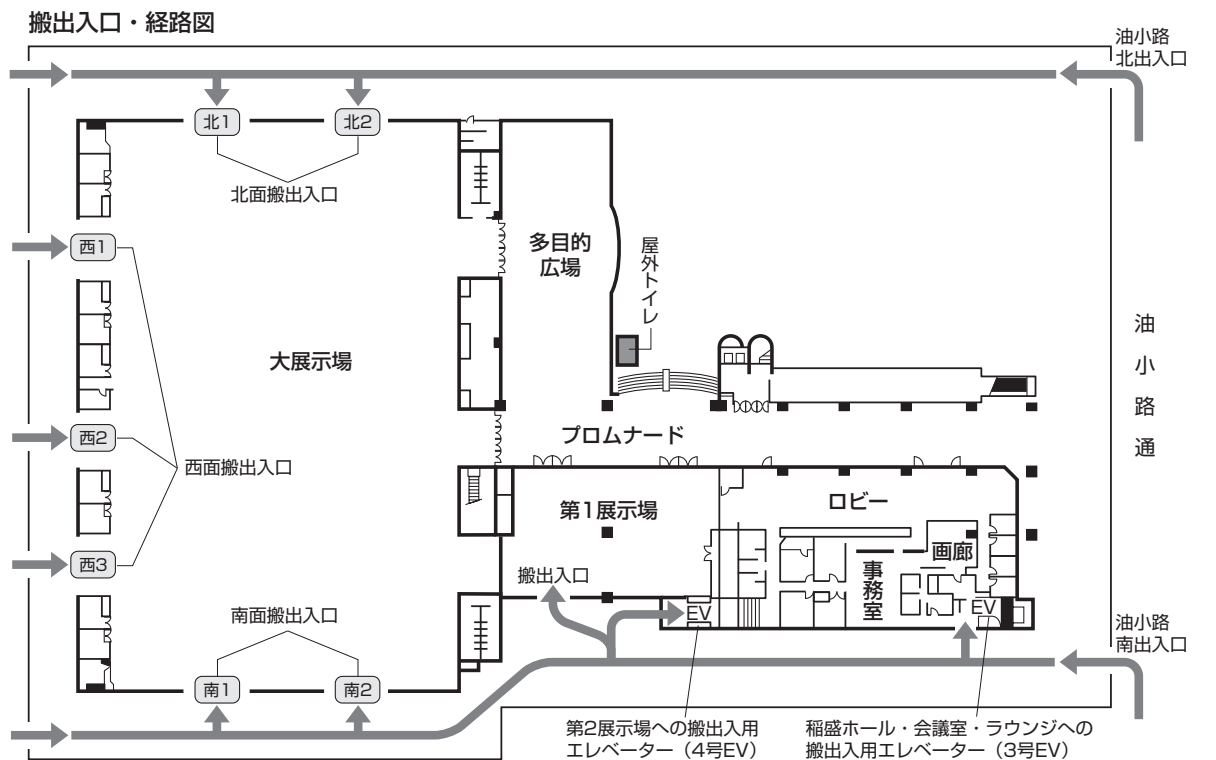 搬出入口・経路図
油小路
北出入口
北1
北2
北面搬出入口
西1
多目的
広場
屋外トイレ
大展示場
油小路通
西2
プロムナード
西面搬出入口
第1展示場
ロビー
画廊
西3
搬出入口
事務室
南面搬出入口
EV
EV
油小路
南出入口
南1
南2
第2展示場への搬出入用
エレベーター（4号EV）
稲盛ホール・会議室・ラウンジへの
搬出入用エレベーター（3号EV）